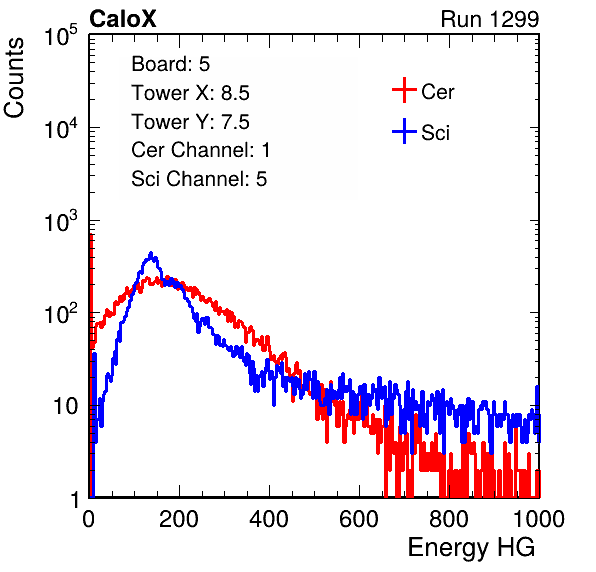 CaloX Run 1299
Counts
10^5
10^4
10^3
10^2
10
1
Board: 5
Tower X: 8.5
Tower Y: 7.5
Cer Channel: 1
Sci Channel: 5
Cer
Sci
0 200 400 600 800 1000
Energy HG